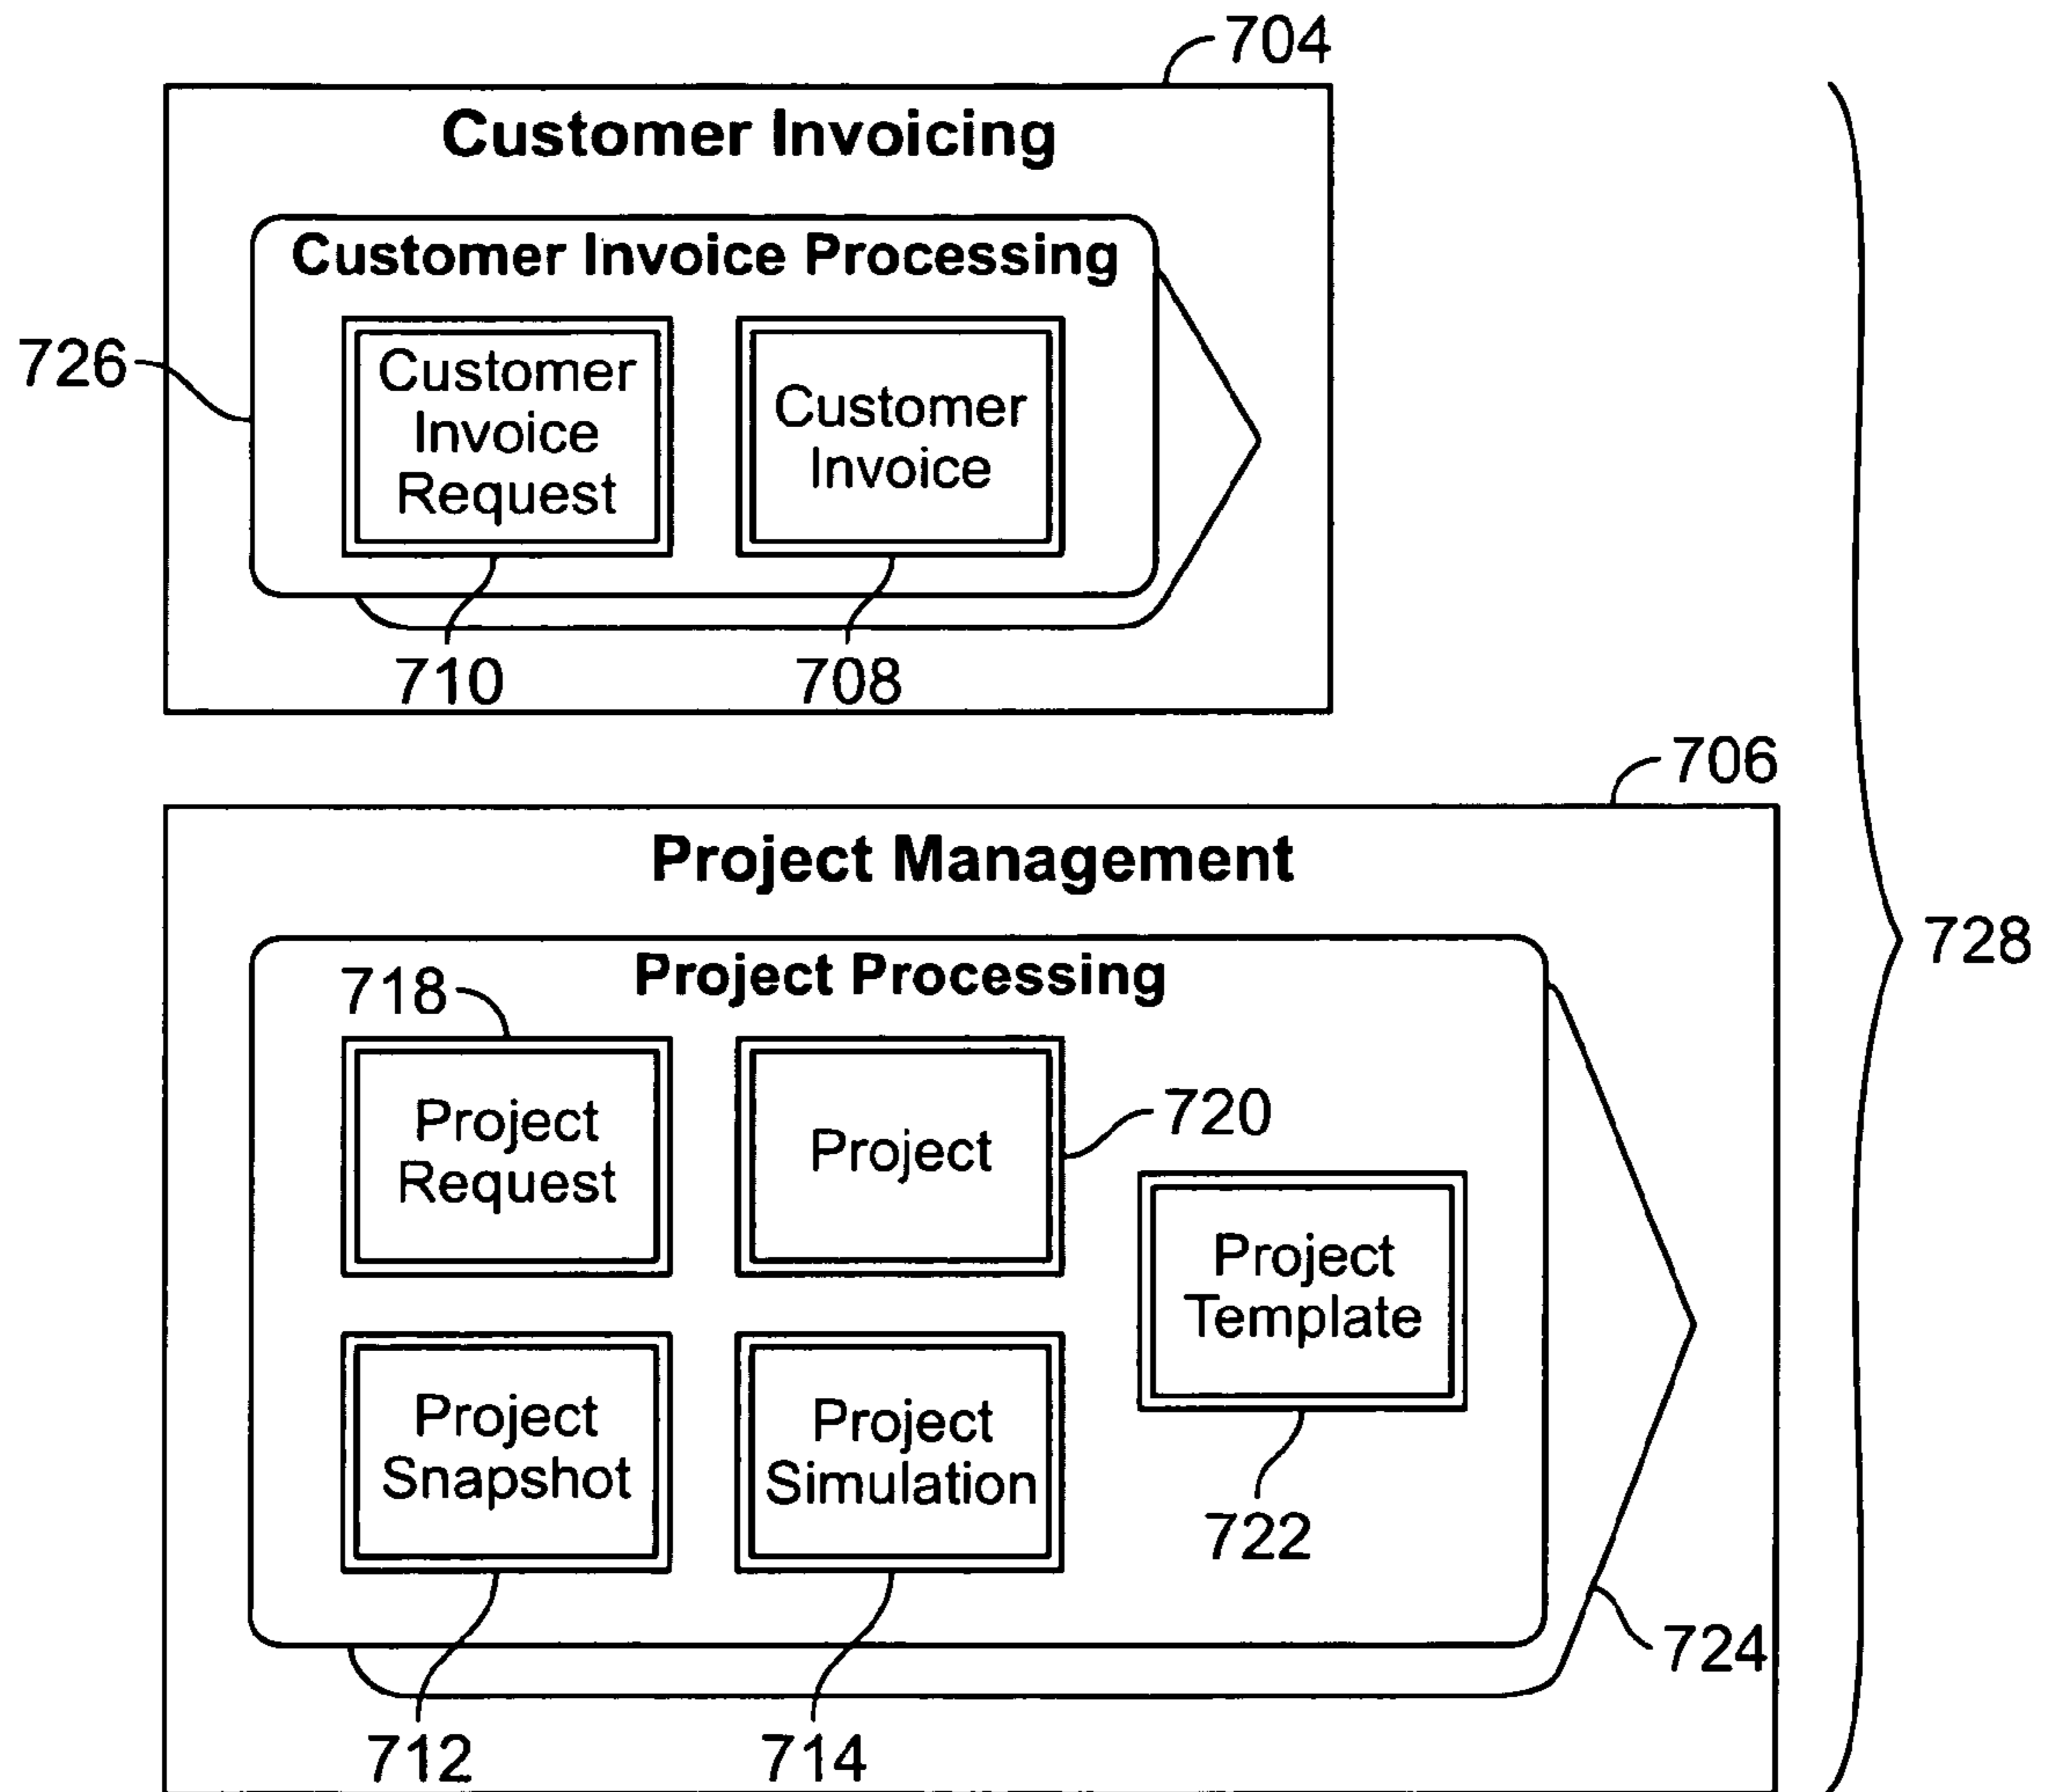 704
Customer Invoicing
Customer Invoice Processing
726
Customer
Invoice
Request
Customer
Invoice
710
708
706
Project Management
728
Project Processing
718
Project
Request
Project
720
Project
Template
Project
Snapshot
Project
Simulation
722
724
712
714